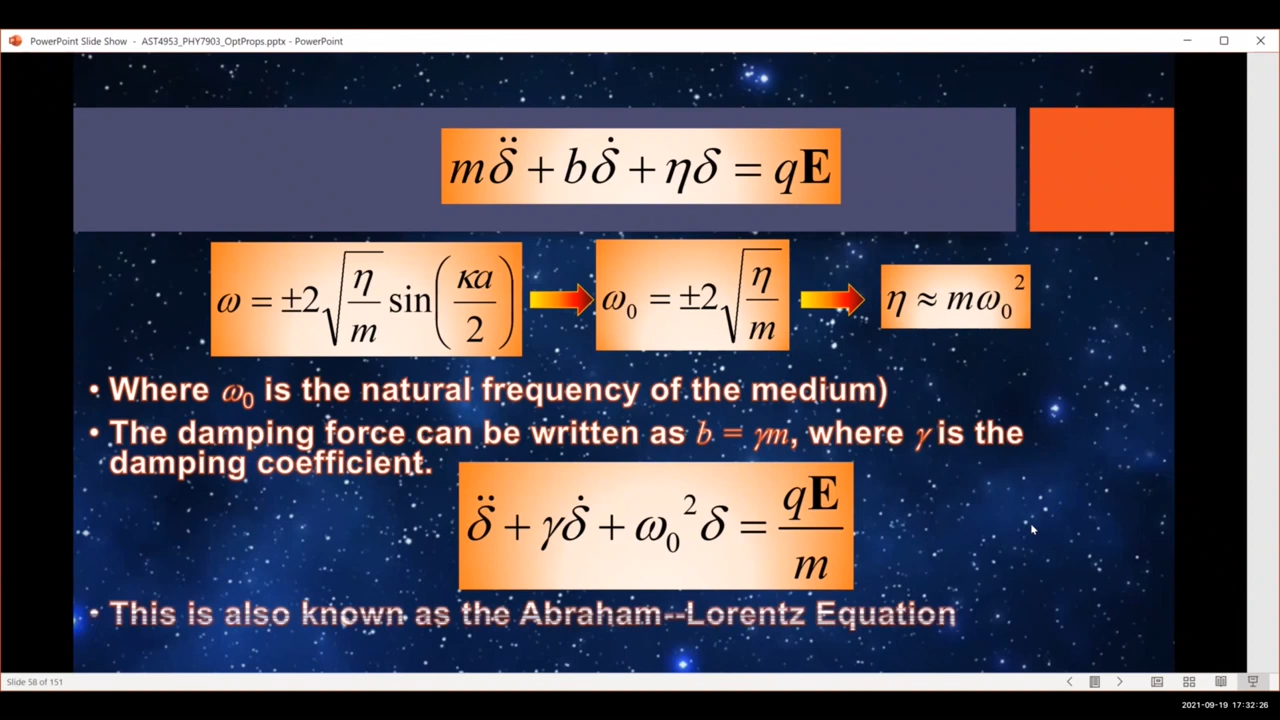 PowerPoint Slide Show - AST4953_PHY7903_OptProps.pptx - PowerPoint
mδ̈ + bδ̇ + ηδ = qE
ω = ±2√(η/m) sin(κa/2)
ω₀ = ±2√(η/m)
η ≈ mω₀²
• Where ω₀ is the natural frequency of the medium)
• The damping force can be written as b = γm, where γ is the
damping coefficient.
δ̈ + γδ̇ + ω₀²δ = qE/m
• This is also known as the Abraham--Lorentz Equation
Slide 58 of 151
2021-09-19 17:32:26